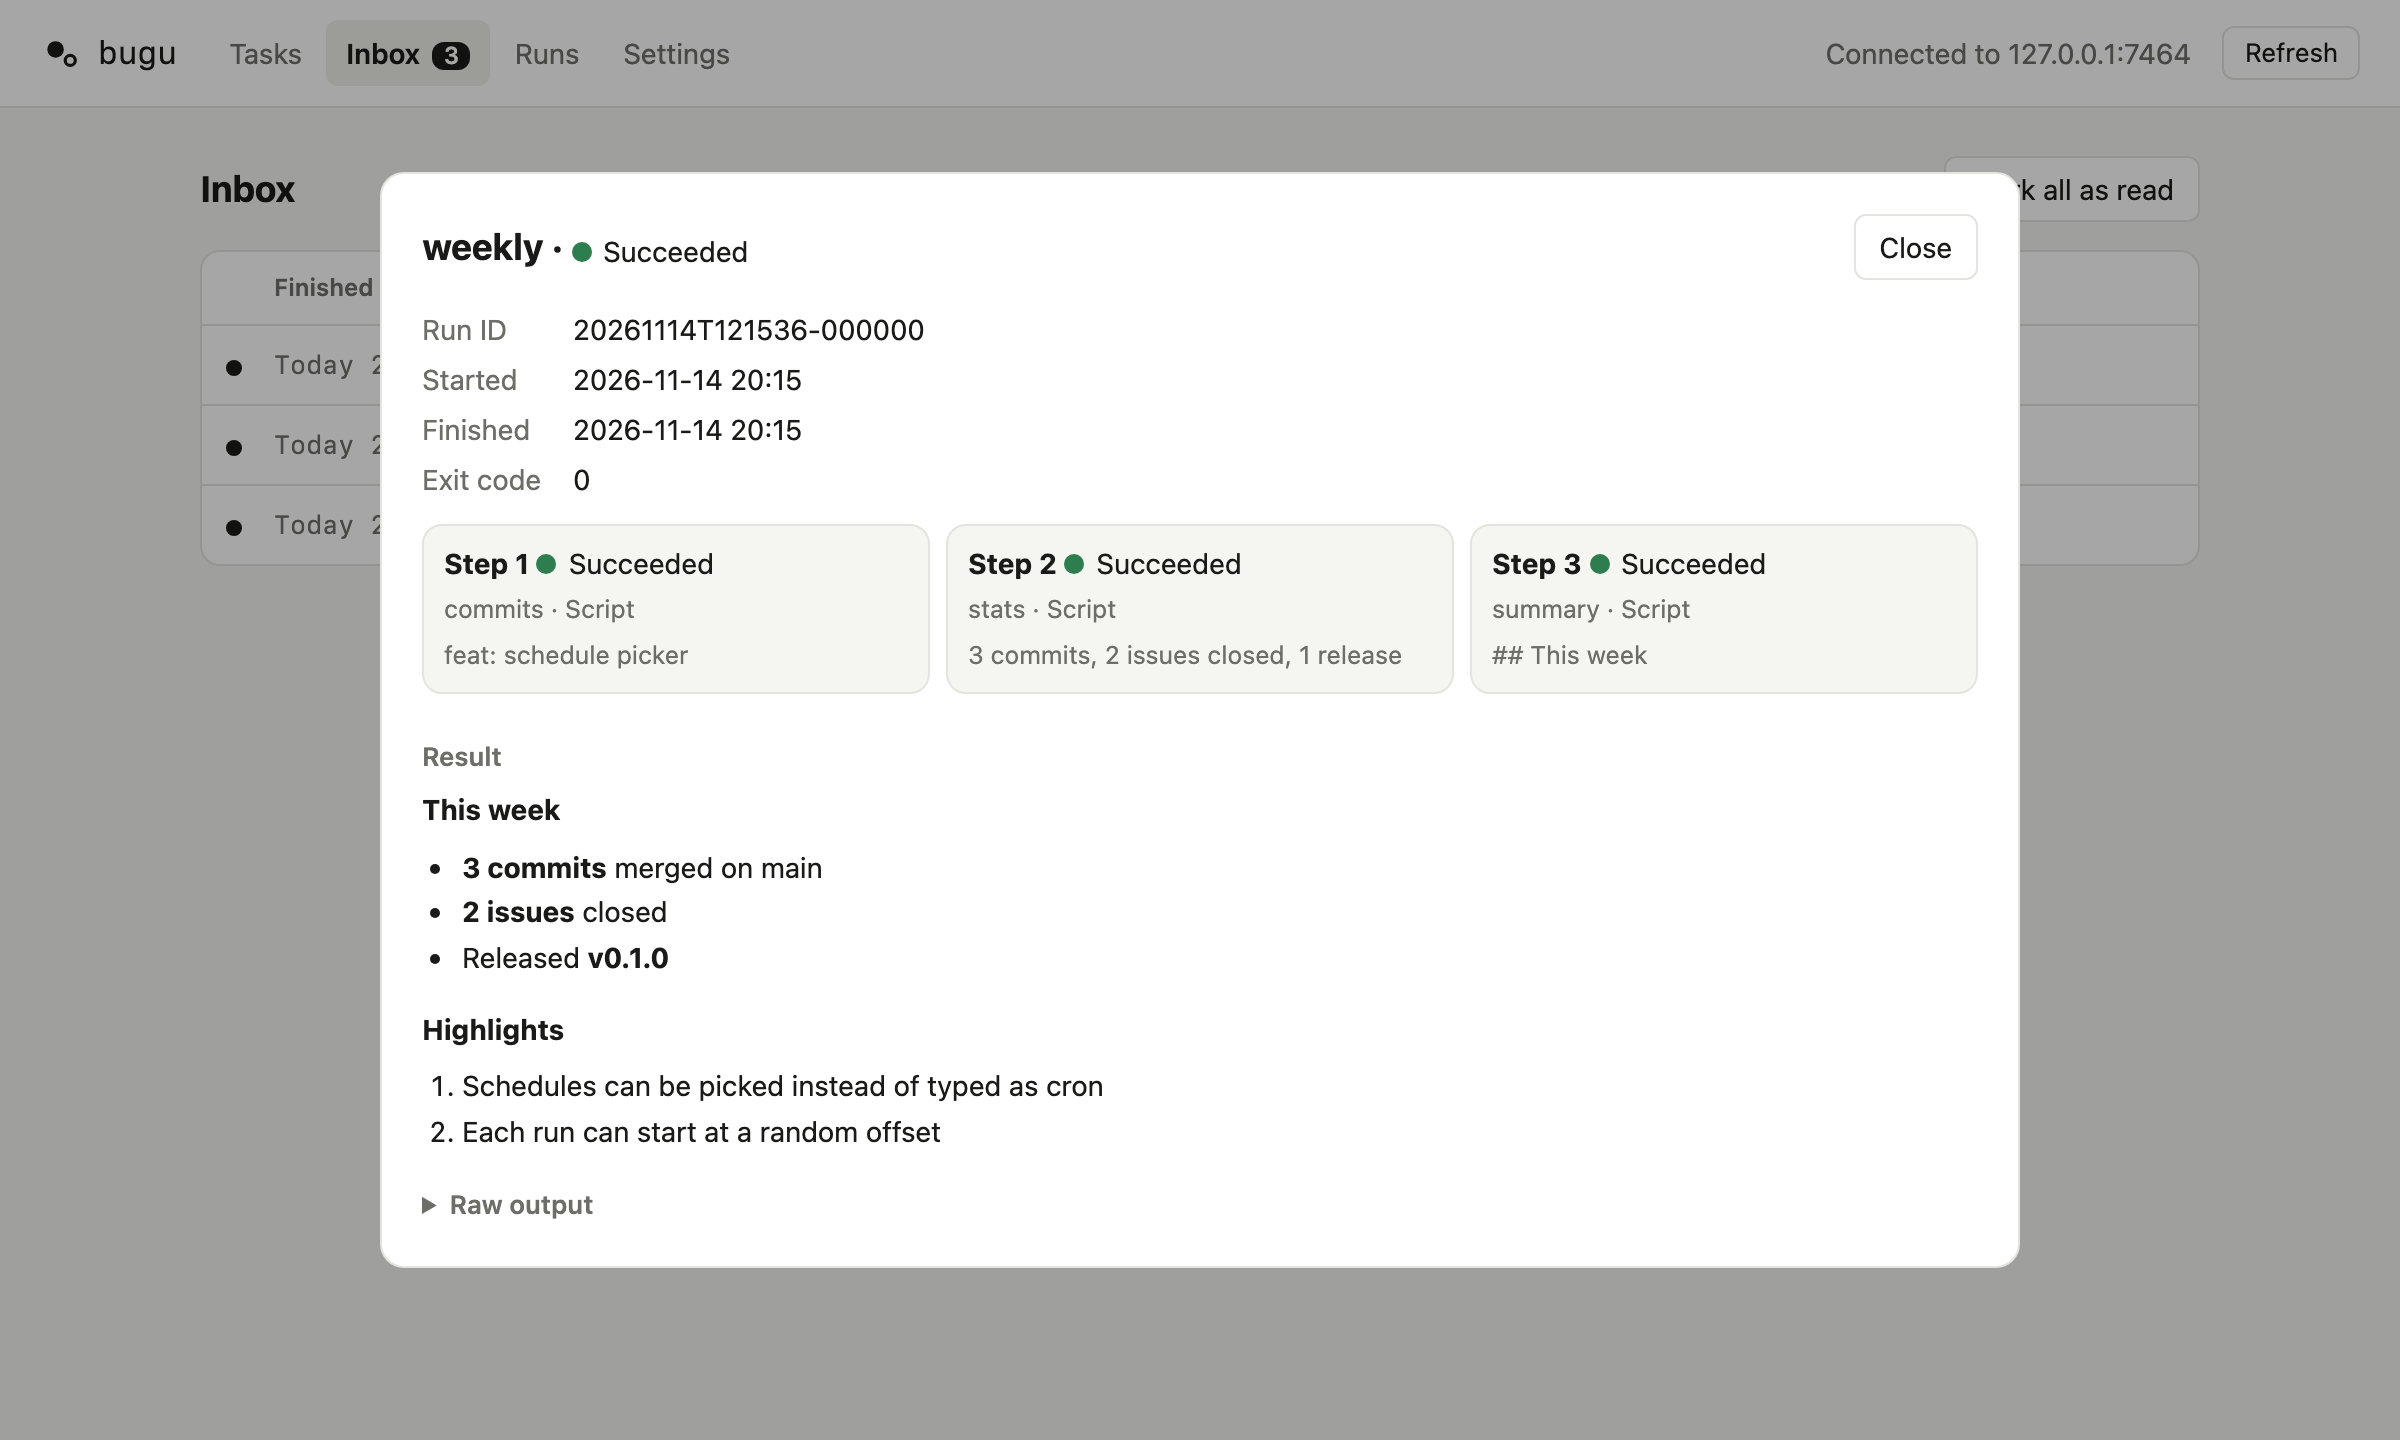 bugu Tasks Inbox 3 Runs Settings Connected to 127.0.0.1:7464 Refresh
Inbox
k all as read
weekly · Succeeded
Close
Finished
Today
Today
Today
Run ID 20261114T121536-000000
Started 2026-11-14 20:15
Finished 2026-11-14 20:15
Exit code 0
Step 1 Succeeded
commits · Script
feat: schedule picker
Step 2 Succeeded
stats · Script
3 commits, 2 issues closed, 1 release
Step 3 Succeeded
summary · Script
## This week
Result
This week
• 3 commits merged on main
• 2 issues closed
• Released v0.1.0
Highlights
1. Schedules can be picked instead of typed as cron
2. Each run can start at a random offset
Raw output